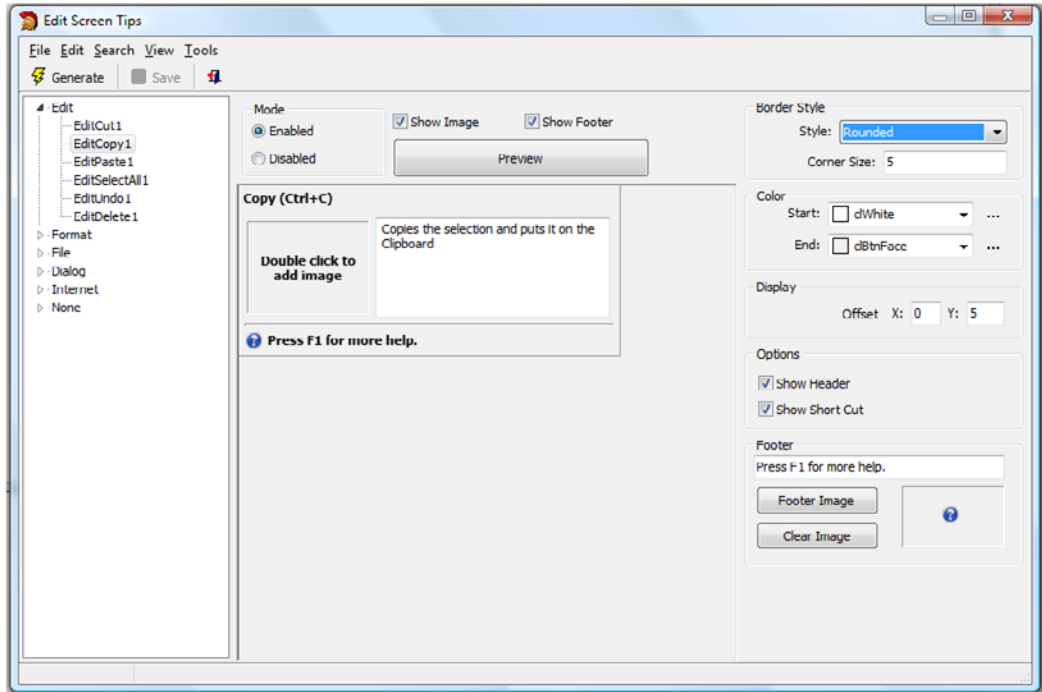 Edit Screen Tips
File Edit Search View Tools
Generate Save
Edit
EditCut1
EditCopy1
EditPaste1
EditSelectAll1
EditUndo1
EditDelete1
Format
File
Dialog
Internet
None
Mode
Enabled
Disabled
Show Image Show Footer
Preview
Copy (Ctrl+C)
Double click to
add image
Copies the selection and puts it on the
Clipboard
Press F1 for more help.
Border Style
Style: Rounded
Corner Size: 5
Color
Start: clWhite ...
End: clBtnFace ...
Display
Offset X: 0 Y: 5
Options
Show Header
Show Short Cut
Footer
Press F1 for more help.
Footer Image
Clear Image